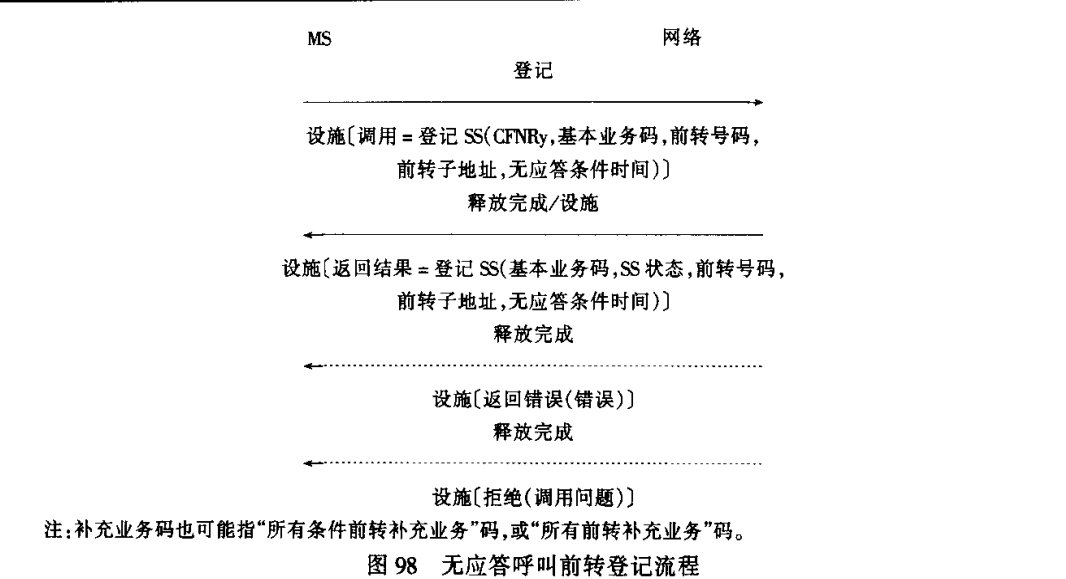 MS 网络
登记
设施〔调用=登记 SS(CFNRy,基本业务码,前转号码,
前转子地址,无应答条件时间)〕
释放完成/设施
设施〔返回结果=登记 SS(基本业务码,SS 状态,前转号码,
前转子地址,无应答条件时间)〕
释放完成
设施〔返回错误(错误)〕
释放完成
设施〔拒绝(调用问题)〕
注:补充业务码也可能指“所有条件前转补充业务”码,或“所有前转补充业务”码。
图 98 无应答呼叫前转登记流程